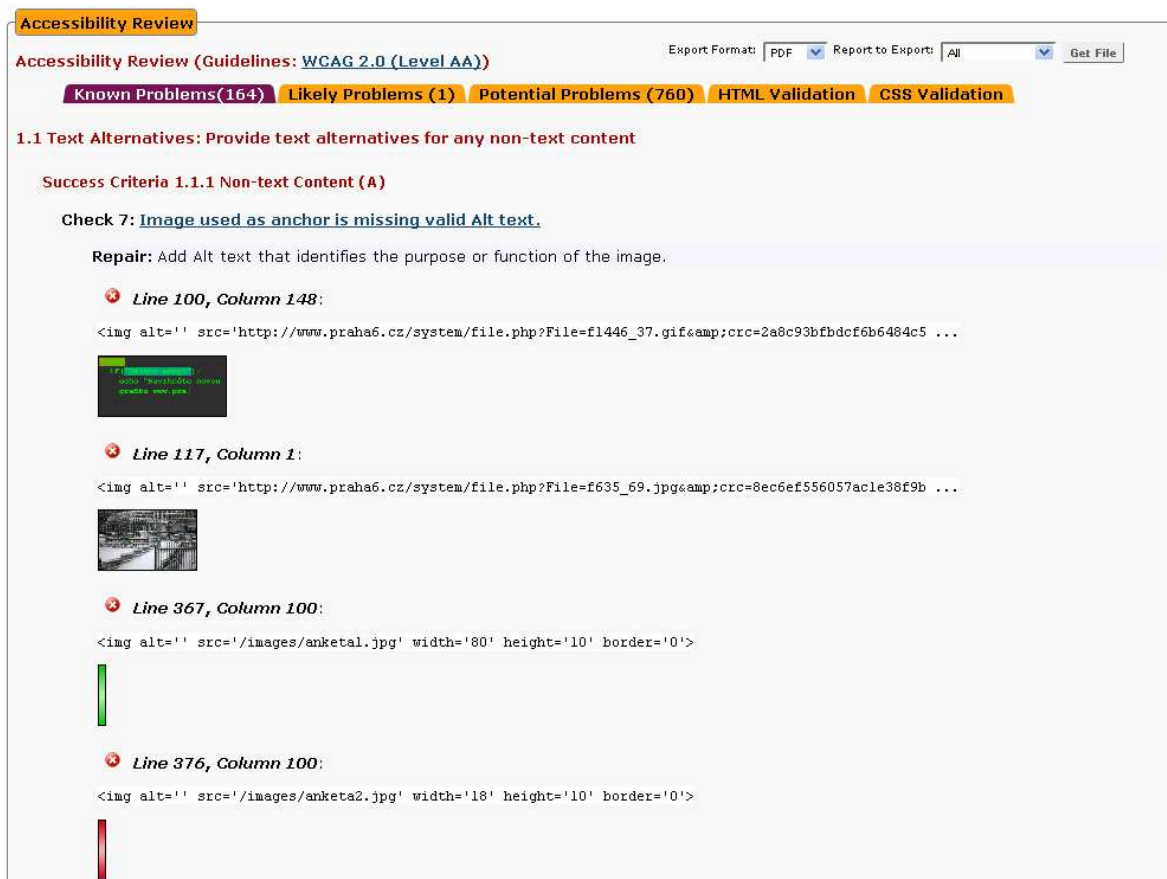 Accessibility Review
Accessibility Review (Guidelines: WCAG 2.0 (Level AA))
Export Format: PDF Report to Export: All Get File
Known Problems(164) Likely Problems (1) Potential Problems (760) HTML Validation CSS Validation
1.1 Text Alternatives: Provide text alternatives for any non-text content
Success Criteria 1.1.1 Non-text Content (A)
Check 7: Image used as anchor is missing valid Alt text.
Repair: Add Alt text that identifies the purpose or function of the image.
Line 100, Column 148:
<img alt='' src='http://www.praha6.cz/system/file.php?File=f1446_37.gif&amp;crc=2a8c93bfbdcf6b6484c5 ...
echo "Navrhněte novou
grafiku www.pra
Line 117, Column 1:
<img alt='' src='http://www.praha6.cz/system/file.php?File=f635_69.jpg&amp;crc=8ec6ef556057ac1e38f9b ...
Line 367, Column 100:
<img alt='' src='/images/anketa1.jpg' width='80' height='10' border='0'>
Line 376, Column 100:
<img alt='' src='/images/anketa2.jpg' width='18' height='10' border='0'>